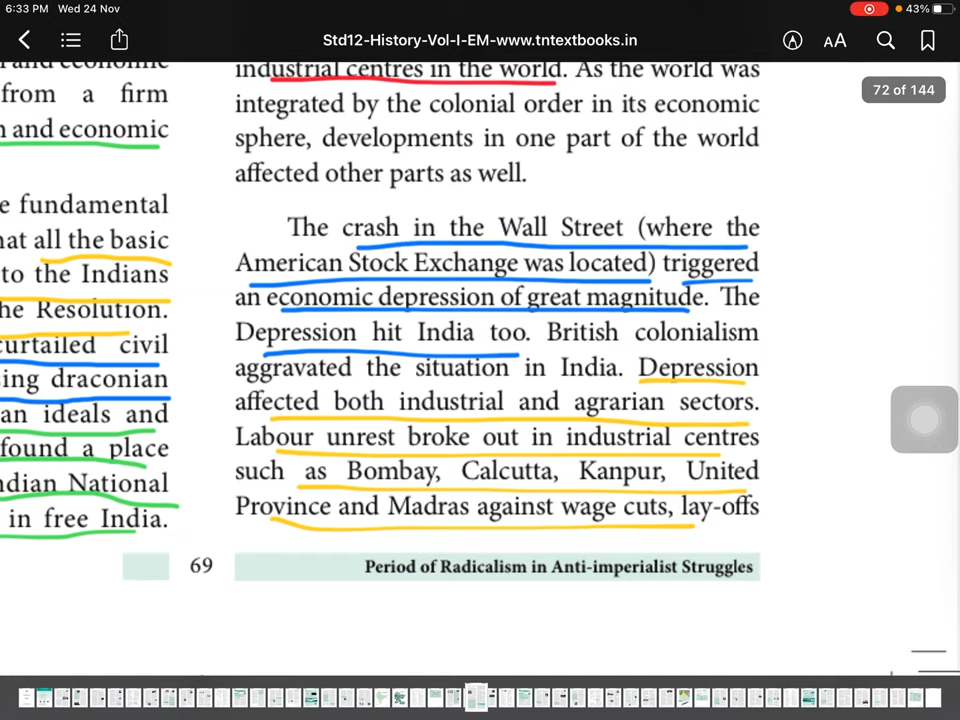 6:33 PM Wed 24 Nov
43%
Std12-History-Vol-I-EM-www.tntextbooks.in
AA
72 of 144
from a firm
and economic
fundamental
all the basic
to the Indians
Resolution.
curtailed civil
draconian
ideals and
found a place
National
in free India.
industrial centres in the world. As the world was
integrated by the colonial order in its economic
sphere, developments in one part of the world
affected other parts as well.
The crash in the Wall Street (where the
American Stock Exchange was located) triggered
an economic depression of great magnitude. The
Depression hit India too. British colonialism
aggravated the situation in India. Depression
affected both industrial and agrarian sectors.
Labour unrest broke out in industrial centres
such as Bombay, Calcutta, Kanpur, United
Province and Madras against wage cuts, lay-offs
69
Period of Radicalism in Anti-imperialist Struggles